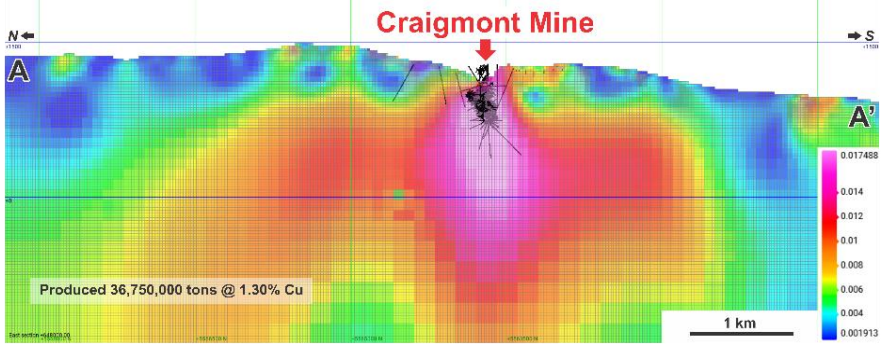 Craigmont Mine
N
S
+1100
A
A'
0.017488
0.014
0.012
0.01
0.008
0.006
0.004
0.001913
Produced 36,750,000 tons @ 1.30% Cu
1 km